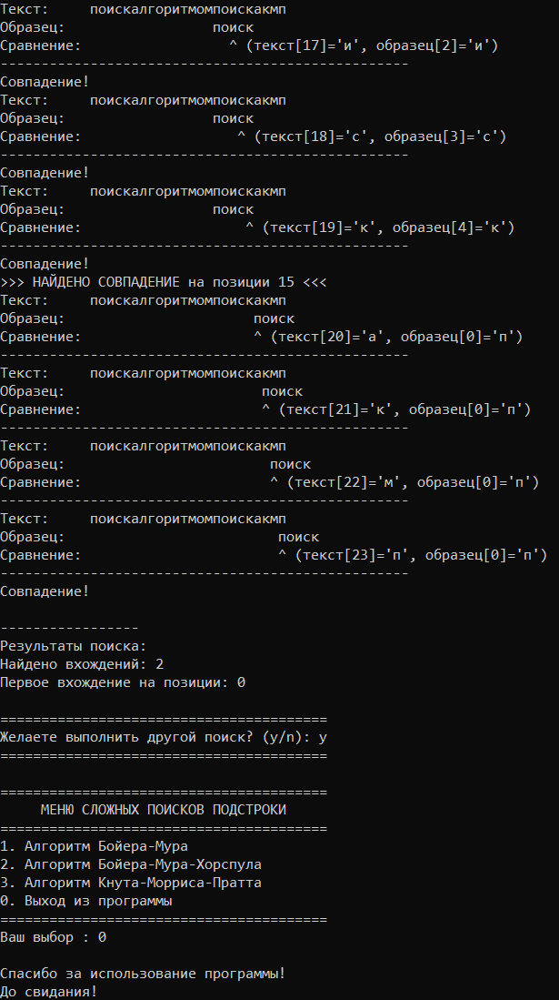 Текст:     поискалгоритмомпоискакмп
Образец:                  поиск
Сравнение:                  ^ (текст[17]='и', образец[2]='и')
--------------------------------------------------
Совпадение!
Текст:     поискалгоритмомпоискакмп
Образец:                  поиск
Сравнение:                   ^ (текст[18]='с', образец[3]='с')
--------------------------------------------------
Совпадение!
Текст:     поискалгоритмомпоискакмп
Образец:                  поиск
Сравнение:                    ^ (текст[19]='к', образец[4]='к')
--------------------------------------------------
Совпадение!
>>> НАЙДЕНО СОВПАДЕНИЕ на позиции 15 <<<
Текст:     поискалгоритмомпоискакмп
Образец:                       поиск
Сравнение:                     ^ (текст[20]='а', образец[0]='п')
--------------------------------------------------
Текст:     поискалгоритмомпоискакмп
Образец:                        поиск
Сравнение:                      ^ (текст[21]='к', образец[0]='п')
--------------------------------------------------
Текст:     поискалгоритмомпоискакмп
Образец:                         поиск
Сравнение:                       ^ (текст[22]='м', образец[0]='п')
--------------------------------------------------
Текст:     поискалгоритмомпоискакмп
Образец:                          поиск
Сравнение:                        ^ (текст[23]='п', образец[0]='п')
--------------------------------------------------
Совпадение!
-----------------
Результаты поиска:
Найдено вхождений: 2
Первое вхождение на позиции: 0
========================================
Желаете выполнить другой поиск? (y/n): y
========================================
========================================
     МЕНЮ СЛОЖНЫХ ПОИСКОВ ПОДСТРОКИ
========================================
1. Алгоритм Бойера-Мура
2. Алгоритм Бойера-Мура-Хорспула
3. Алгоритм Кнута-Морриса-Пратта
0. Выход из программы
========================================
Ваш выбор : 0
Спасибо за использование программы!
До свидания!